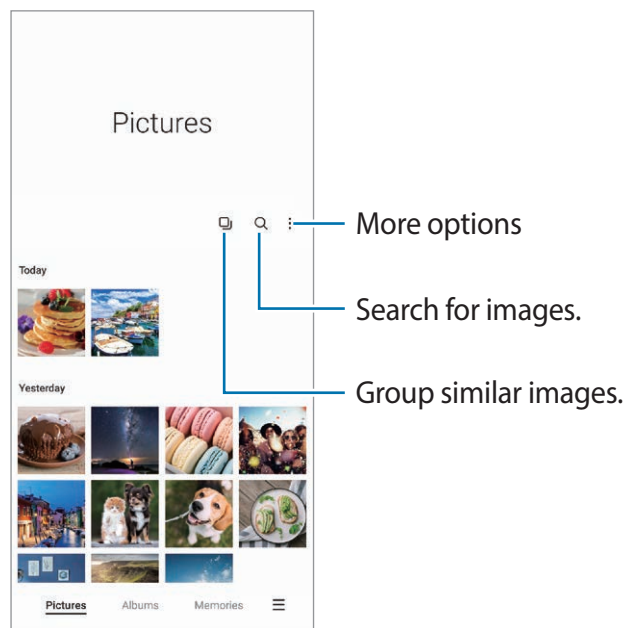 Pictures
More options
Today
Search for images.
Yesterday
Group similar images.
Pictures Albums Memories